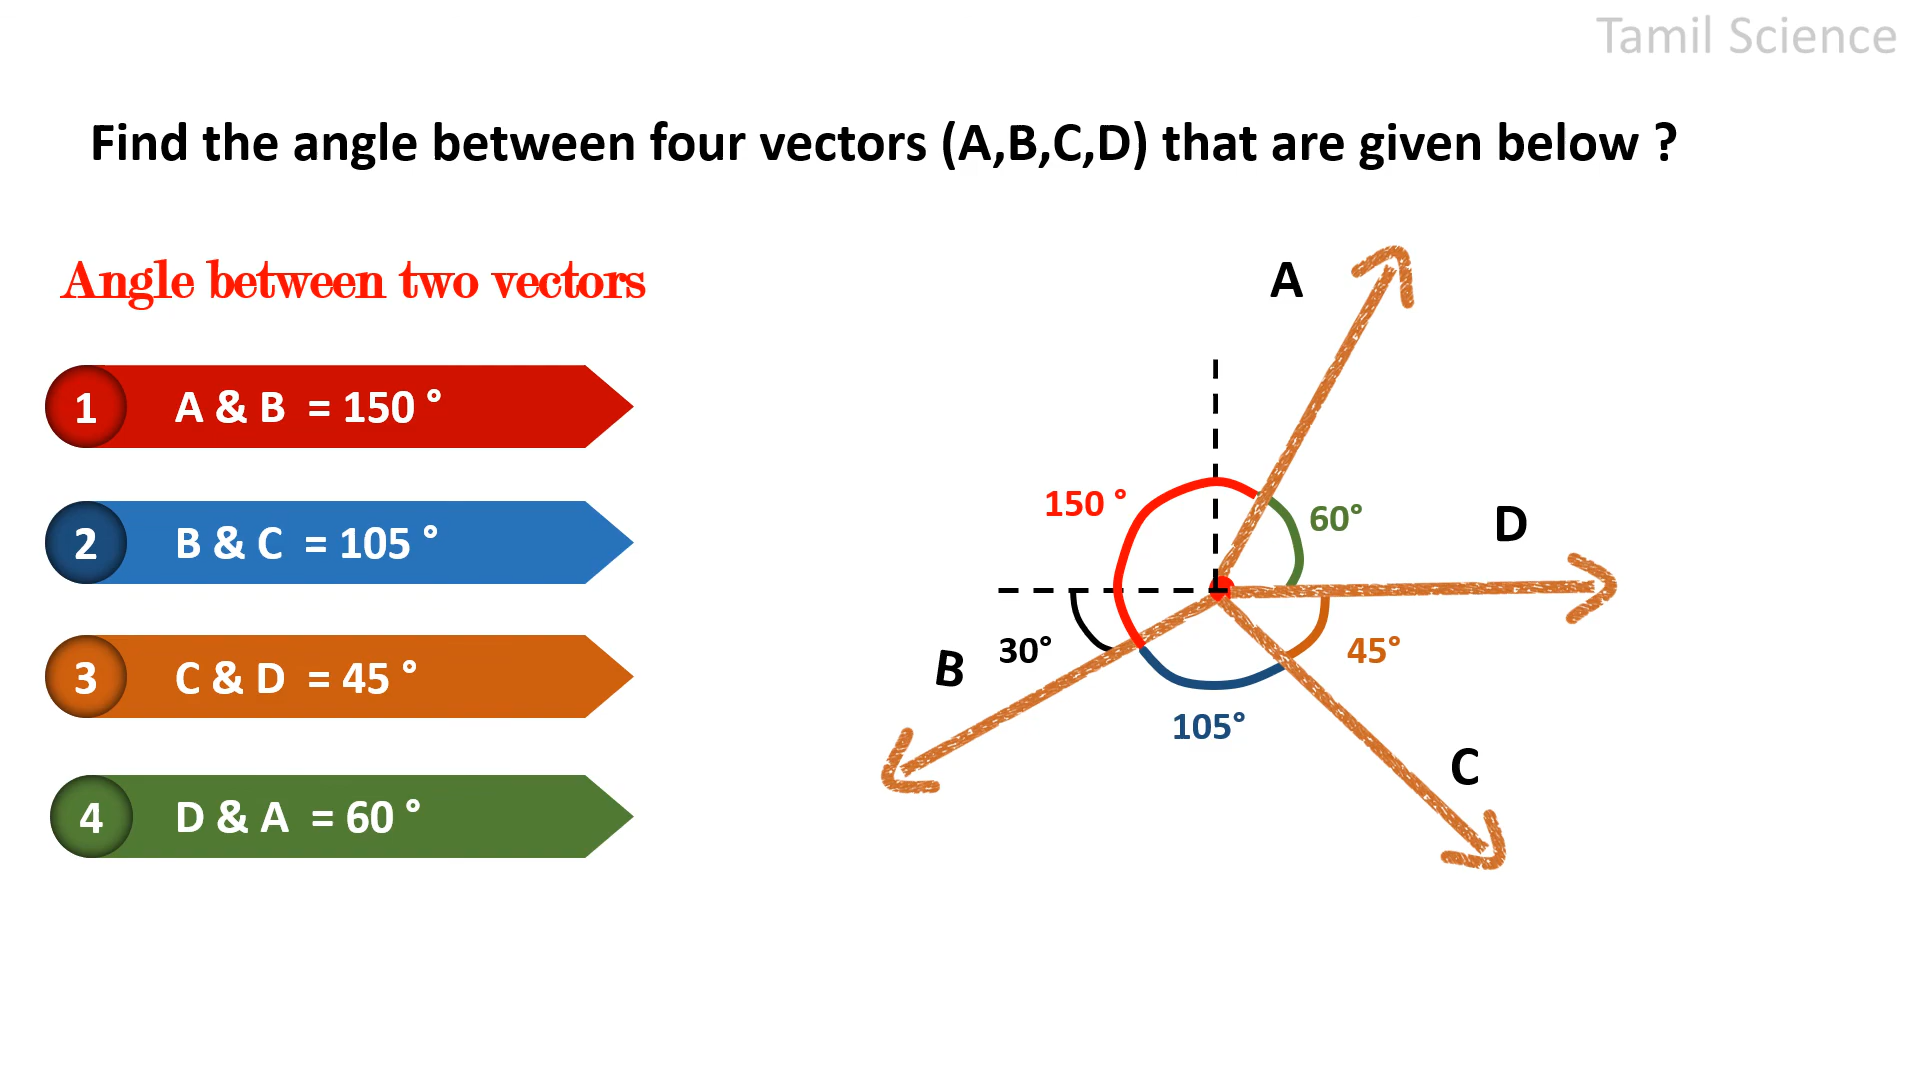 Tamil Science
Find the angle between four vectors (A,B,C,D) that are given below ?
Angle between two vectors
1 A & B = 150 °
2 B & C = 105 °
3 C & D = 45 °
4 D & A = 60 °
A
150 °
60°
D
30°
B
45°
105°
C